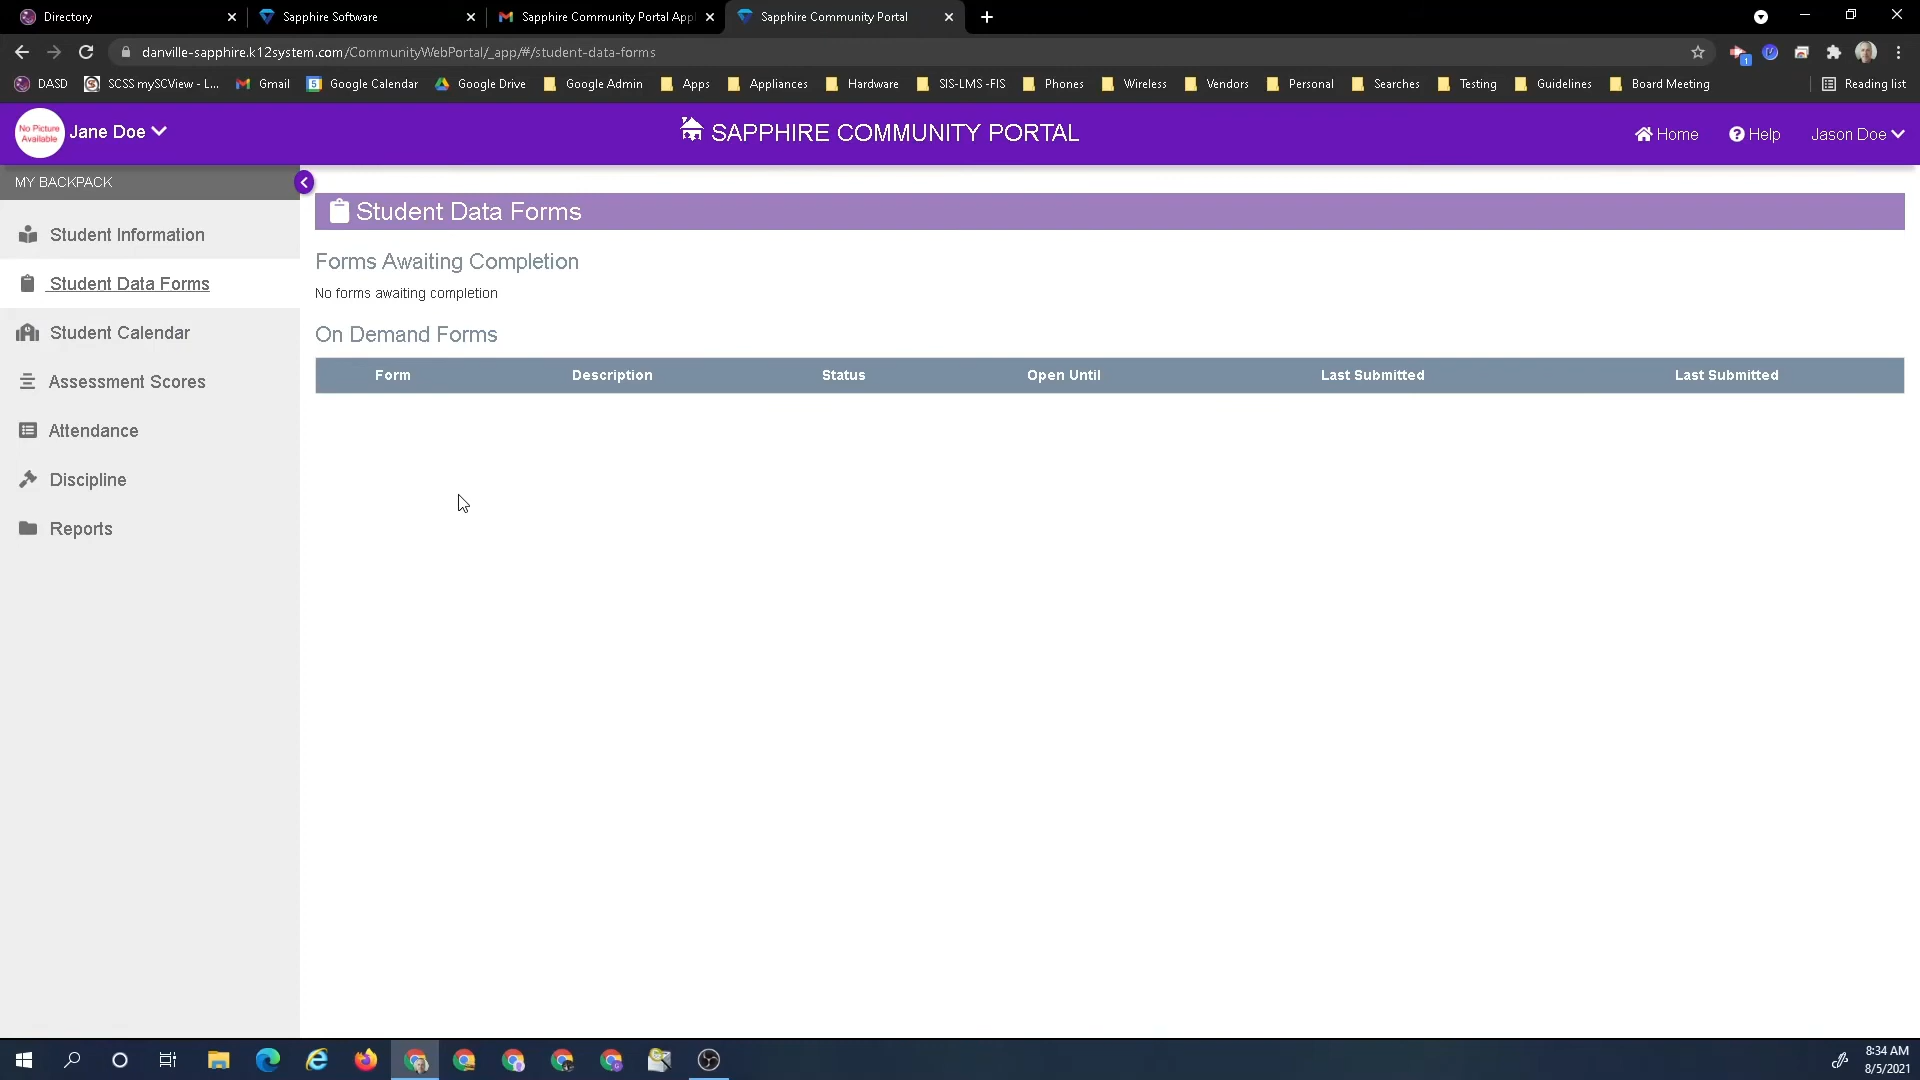 Directory
Sapphire Software
Sapphire Community Portal App
Sapphire Community Portal
danville-sapphire.k12system.com/CommunityWebPortal/_app/#/student-data-forms
1
DASD
SCSS mySCView - L...
Gmail
5
Google Calendar
Google Drive
Google Admin
Apps
Appliances
Hardware
SIS-LMS -FIS
Phones
Wireless
Vendors
Personal
Searches
Testing
Guidelines
Board Meeting
Reading list
No Picture
Available
Jane Doe
SAPPHIRE COMMUNITY PORTAL
Home
Help
Jason Doe
MY BACKPACK
Student Information
Student Data Forms
Student Calendar
Assessment Scores
Attendance
Discipline
Reports
Student Data Forms
Forms Awaiting Completion
No forms awaiting completion
On Demand Forms
Form Description Status Open Until Last Submitted Last Submitted
8:34 AM
8/5/2021